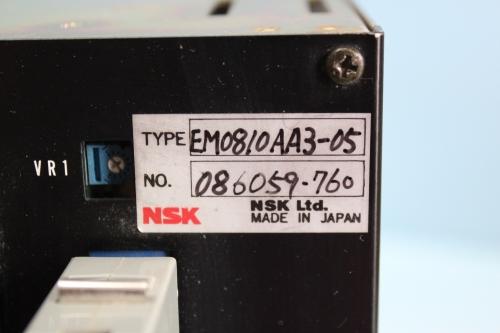 TYPE EM0810AA3-05
VR1
NO. 086059-760
NSK NSK Ltd.
MADE IN JAPAN